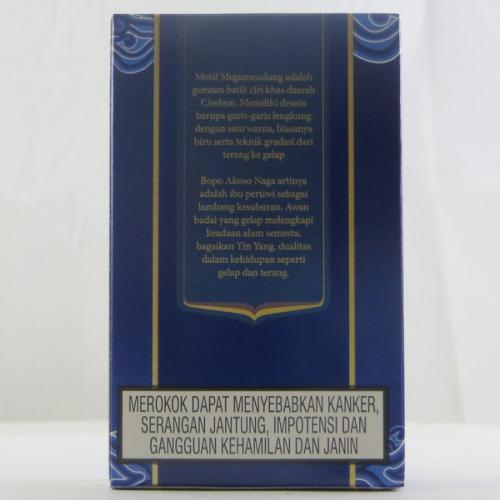 Motif Megamendung adalah
guratan batik ciri khas daerah
Cirebon. Memiliki desain
berupa garis-garis lengkung
dengan satu warna, biasanya
biru serta teknik gradasi dari
terang ke gelap
Bopo Akoso Naga artinya
adalah ibu pertiwi sebagai
lambang kesuburan. Awan
badai yang gelap melengkapi
keadaan alam semesta,
bagaikan Yin Yang, dualitas
dalam kehidupan seperti
gelap dan terang.
MEROKOK DAPAT MENYEBABKAN KANKER,
SERANGAN JANTUNG, IMPOTENSI DAN
GANGGUAN KEHAMILAN DAN JANIN